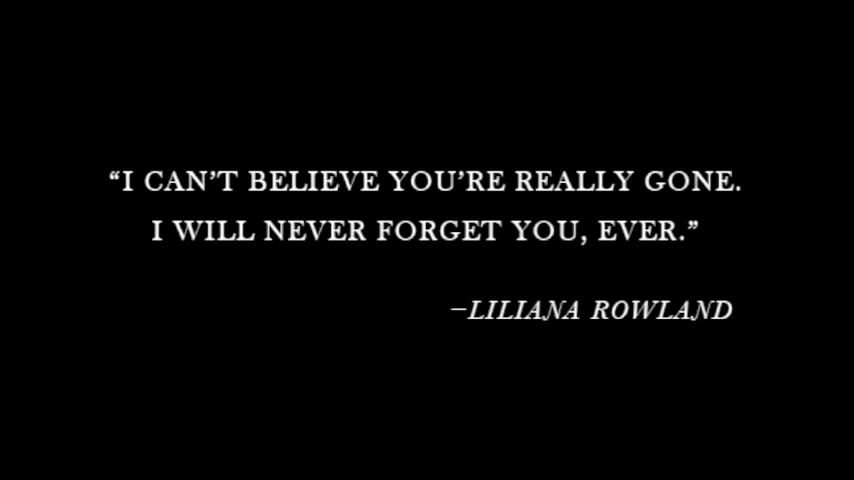 “I CAN’T BELIEVE YOU’RE REALLY GONE.
I WILL NEVER FORGET YOU, EVER.”
–LILIANA ROWLAND